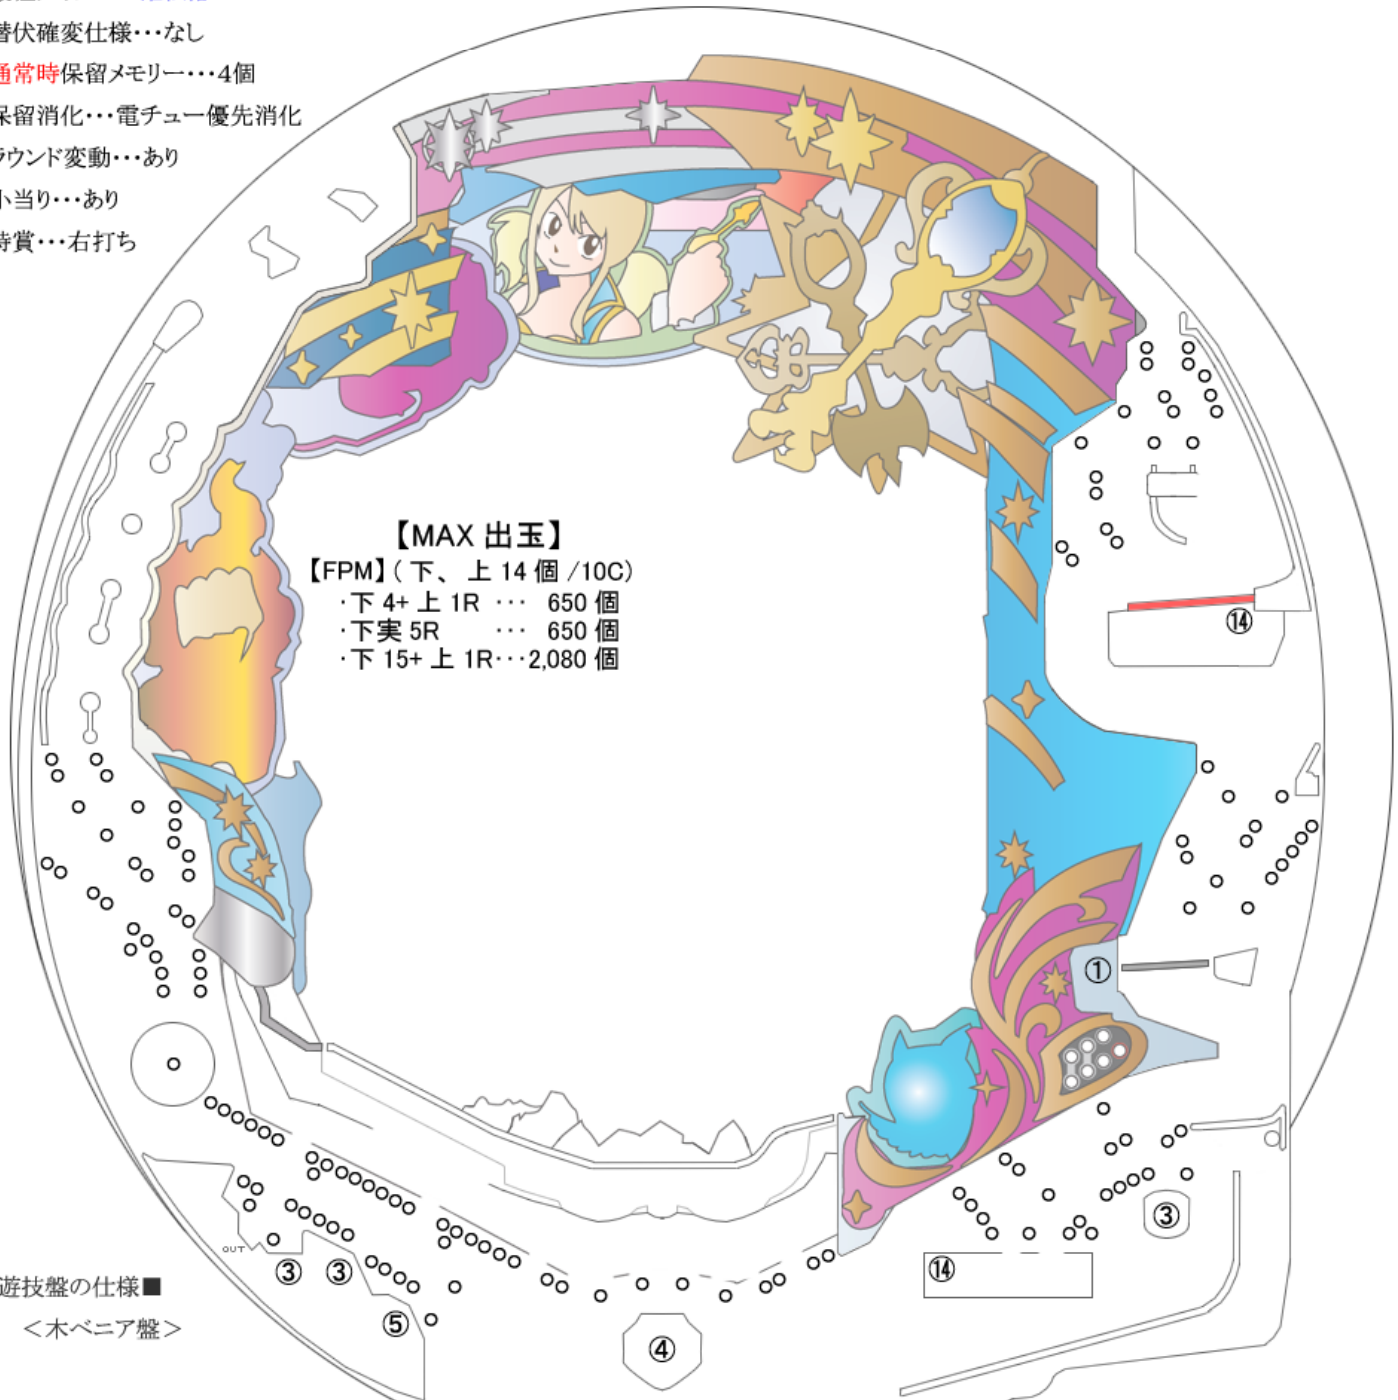 潜伏確変仕様･･･なし
通常時保留メモリー･･･4個
保留消化･･･電チュー優先消化
ラウンド変動･･･あり
小当り･･･あり
特賞･･･右打ち
【MAX 出玉】
【FPM】( 下、 上 14 個 /10C)
･下 4+ 上 1R ･･･ 650 個
･下実 5R ･･･ 650 個
･下 15+ 上 1R･･･2,080 個
⑭
①
③
⑭
OUT
③ ③
⑤
④
遊技盤の仕様■
＜木ベニア盤＞